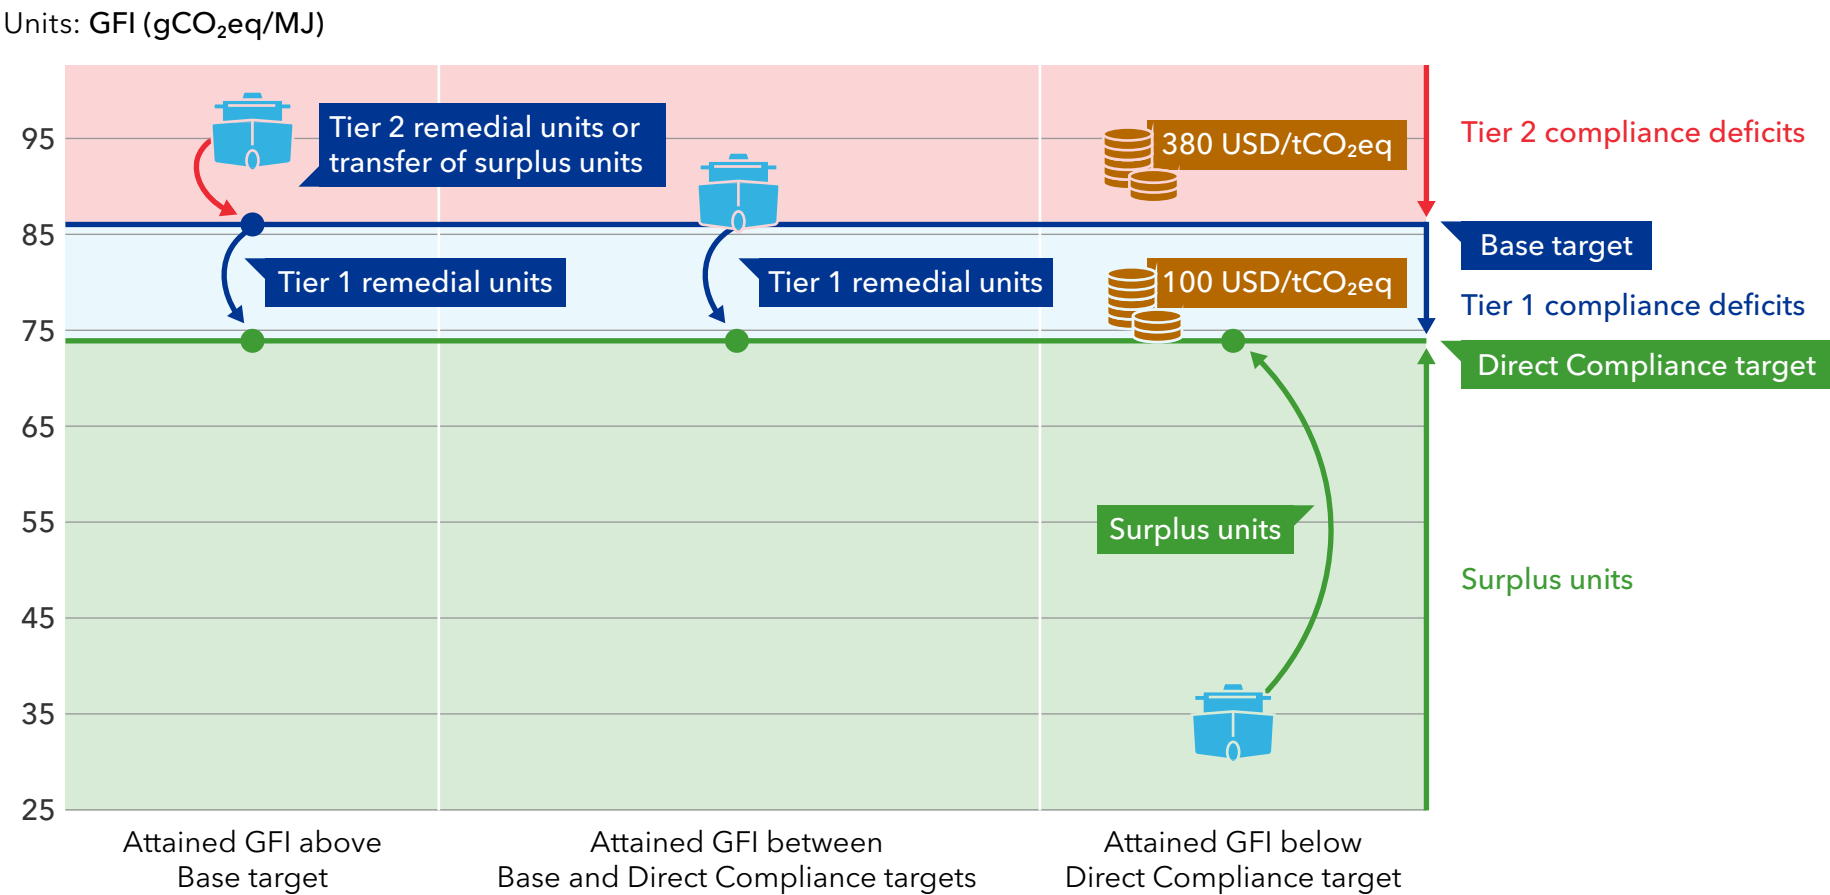 Units: GFI (gCO₂eq/MJ)
95
85
75
65
55
45
35
25
Tier 2 remedial units or
transfer of surplus units
Tier 1 remedial units
Tier 1 remedial units
380 USD/tCO₂eq
100 USD/tCO₂eq
Surplus units
Tier 2 compliance deficits
Base target
Tier 1 compliance deficits
Direct Compliance target
Surplus units
Attained GFI above
Base target
Attained GFI between
Base and Direct Compliance targets
Attained GFI below
Direct Compliance target